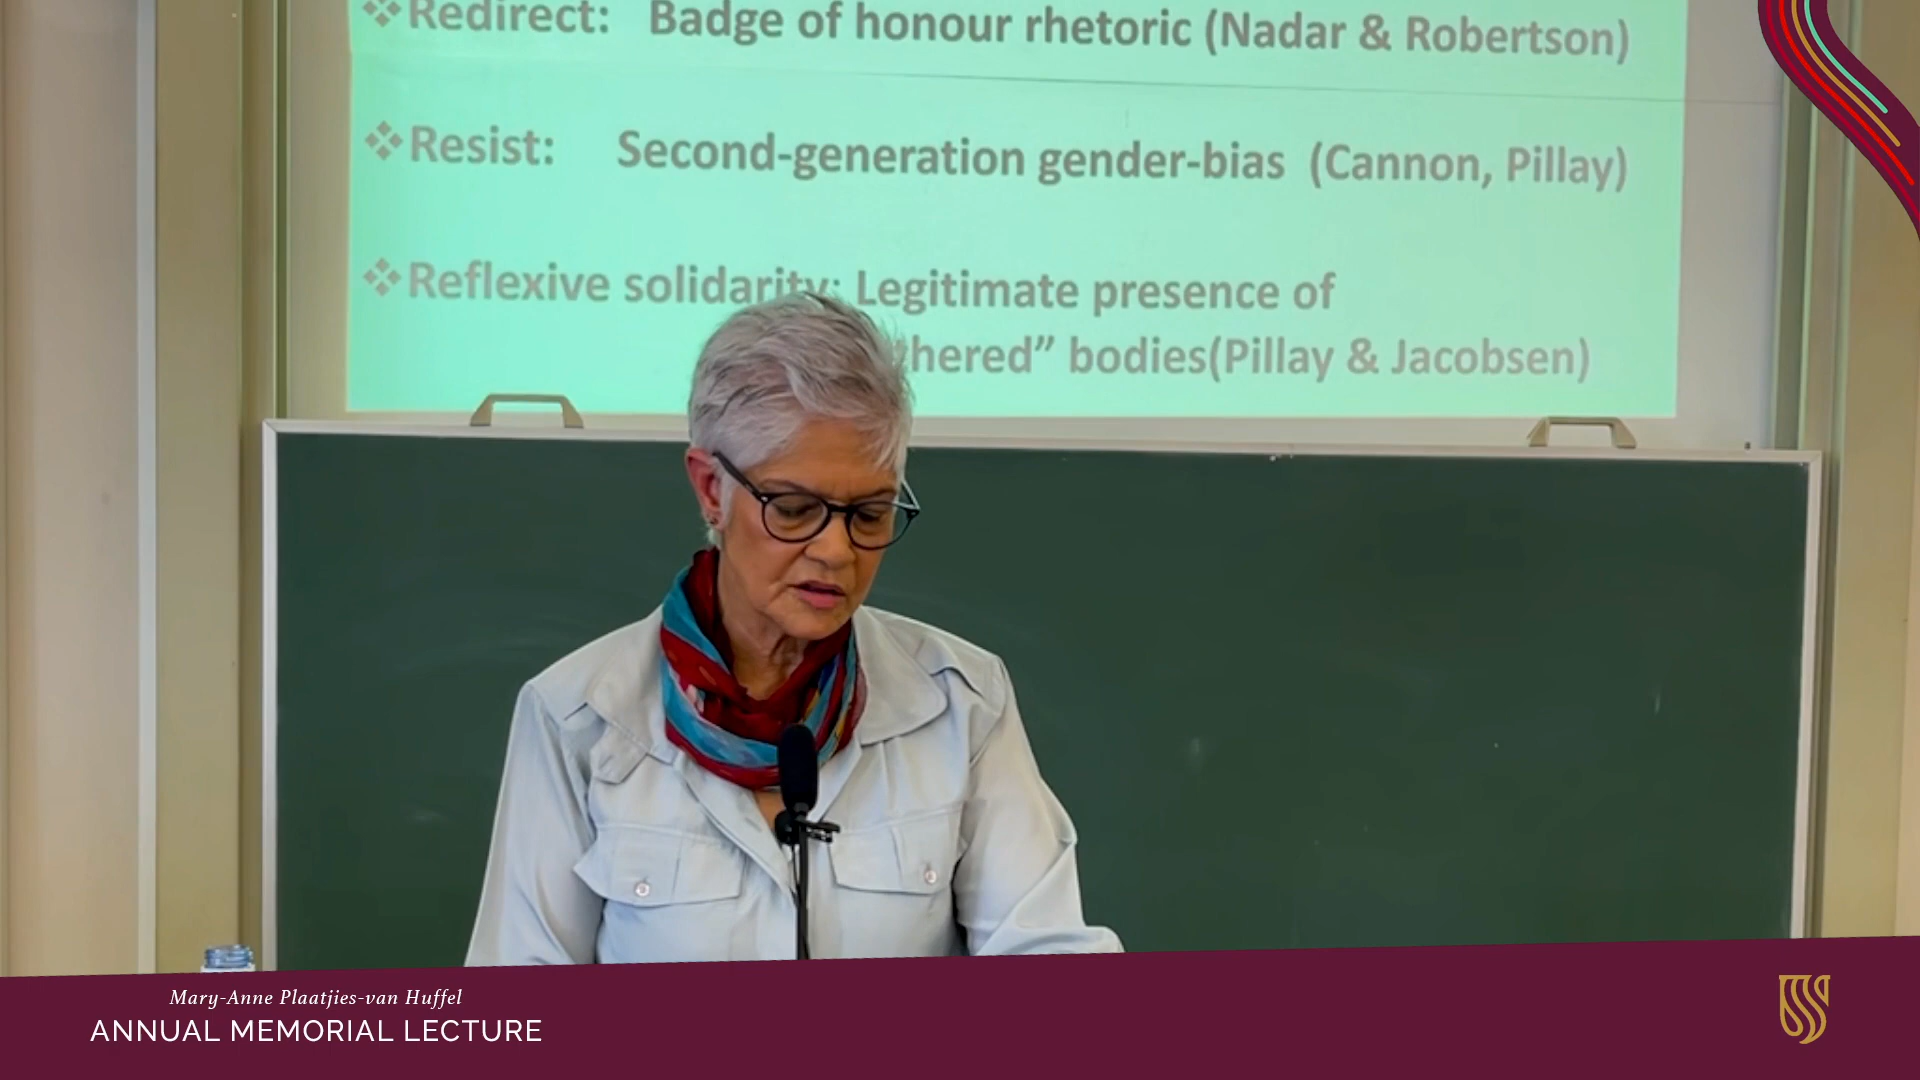 ❖Redirect: Badge of honour rhetoric (Nadar & Robertson)
❖Resist: Second-generation gender-bias (Cannon, Pillay)
❖Reflexive solidarity: Legitimate presence of
hered” bodies(Pillay & Jacobsen)
Mary-Anne Plaatjies-van Huffel
ANNUAL MEMORIAL LECTURE